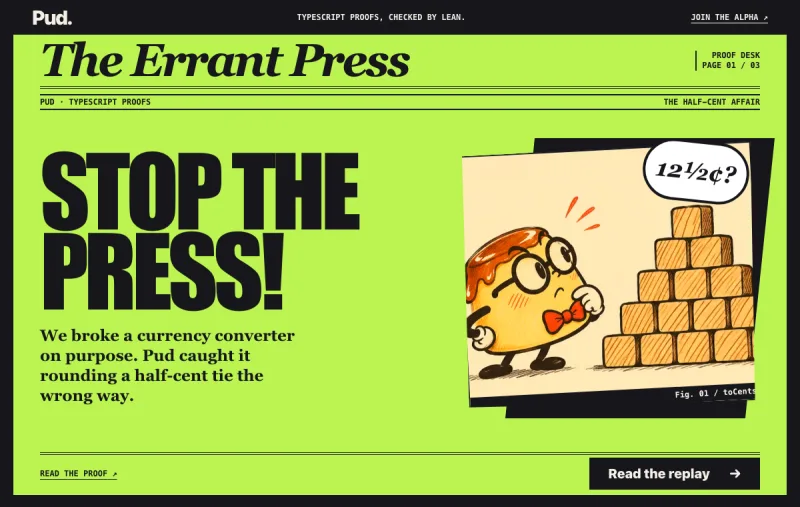 Pud.
TYPESCRIPT PROOFS, CHECKED BY LEAN.
JOIN THE ALPHA ↗
The Errant Press
PROOF DESK
PAGE 01 / 03
PUD · TYPESCRIPT PROOFS
THE HALF-CENT AFFAIR
STOP THE
PRESS!
12½¢?
We broke a currency converter
on purpose. Pud caught it
rounding a half-cent tie the
wrong way.
Fig. 01 / toCents
READ THE PROOF ↗
Read the replay →